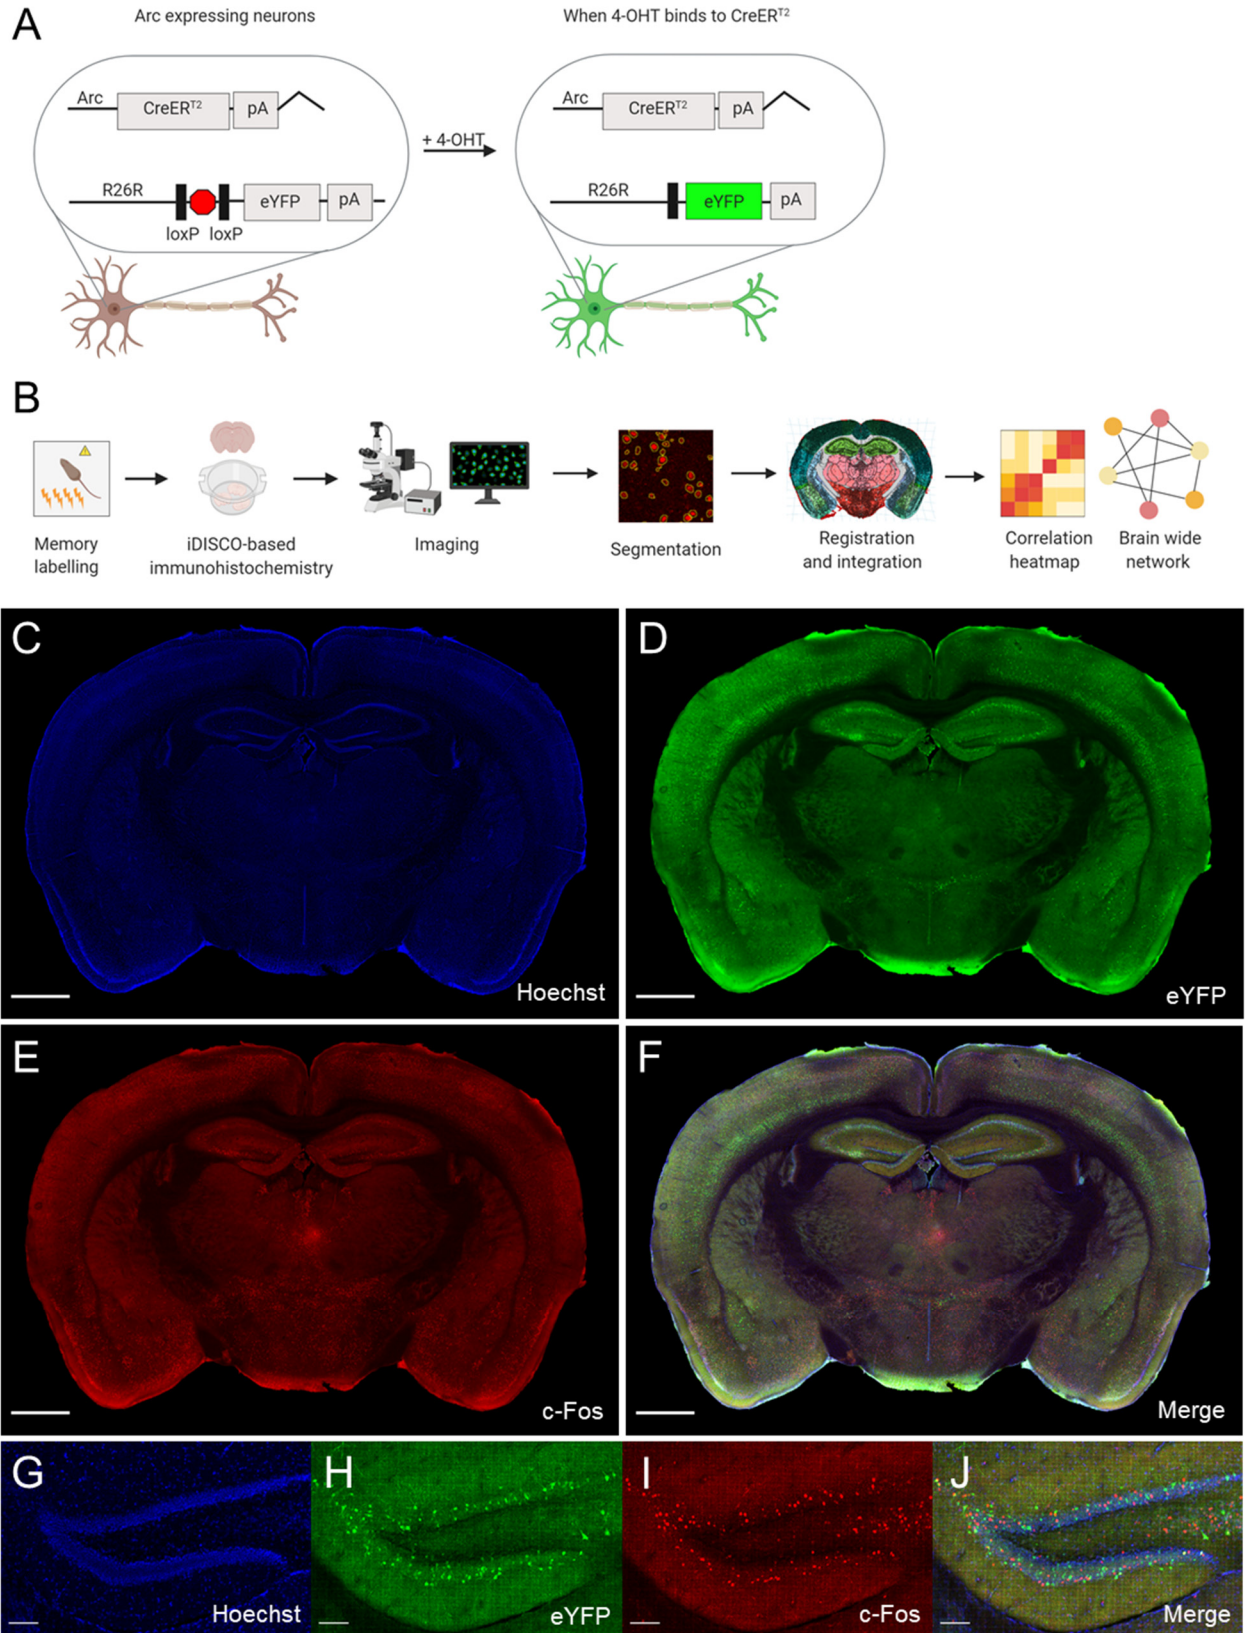 A
Arc expressing neurons
When 4-OHT binds to CreERT2
Arc
CreERT2
pA
Arc
CreERT2
pA
+ 4-OHT
R26R
eYFP
pA
R26R
eYFP
pA
loxP loxP
B
Memory
labelling
iDISCO-based
immunohistochemistry
Imaging
Segmentation
Registration
and integration
Correlation
heatmap
Brain wide
network
C
Hoechst
D
eYFP
E
c-Fos
F
Merge
G
Hoechst
H
eYFP
I
c-Fos
J
Merge